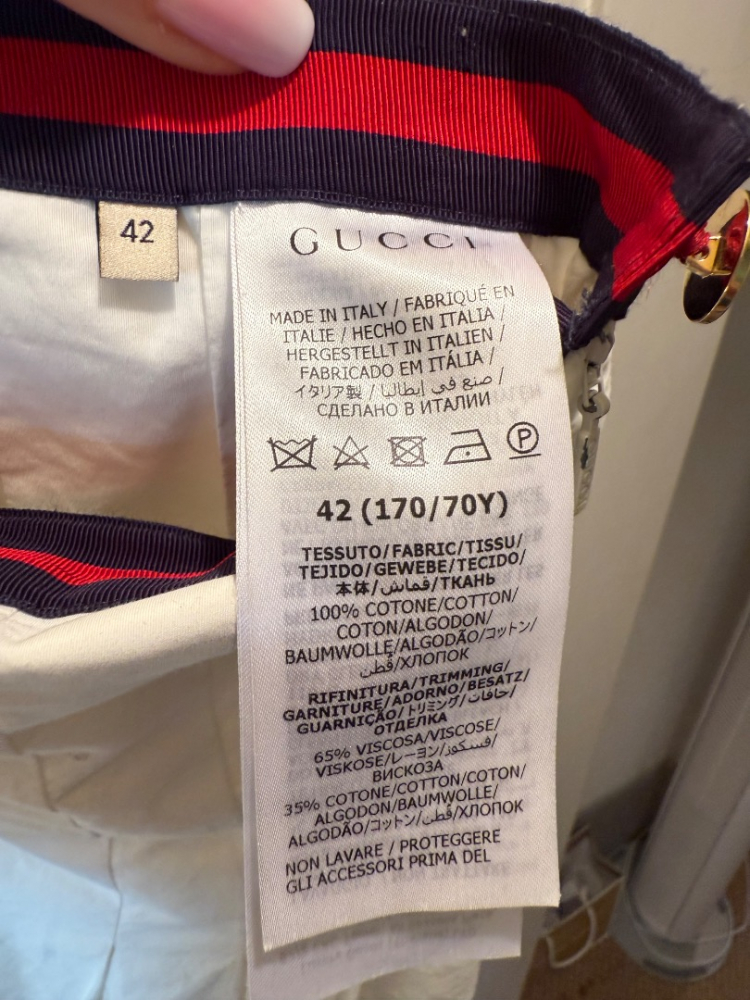 42
GUCCI
MADE IN ITALY / FABRIQUÉ EN
ITALIE / HECHO EN ITALIA /
HERGESTELLT IN ITALIEN /
FABRICADO EM ITÁLIA /
イタリア製 / صنع في إيطاليا /
СДЕЛАНО В ИТАЛИИ
P
42 (170/70Y)
TESSUTO/FABRIC/TISSU/
TEJIDO/GEWEBE/TECIDO/
本体/قماش/ТКАНЬ
100% COTONE/COTTON/
COTON/ALGODON/
BAUMWOLLE/ALGODÃO/コットン/
قطن/ХЛОПОК
RIFINITURA/TRIMMING/
GARNITURE/ADORNO/BESATZ/
GUARNIÇÃO/トリミング/حافات/
ОТДЕЛКА
65% VISCOSA/VISCOSE/
VISKOSE/レーヨン/فسكوز/
ВИСКОЗА
35% COTONE/COTTON/COTON/
ALGODON/BAUMWOLLE/
ALGODÃO/コットン/قطن/ХЛОПОК
NON LAVARE / PROTEGGERE
GLI ACCESSORI PRIMA DEL